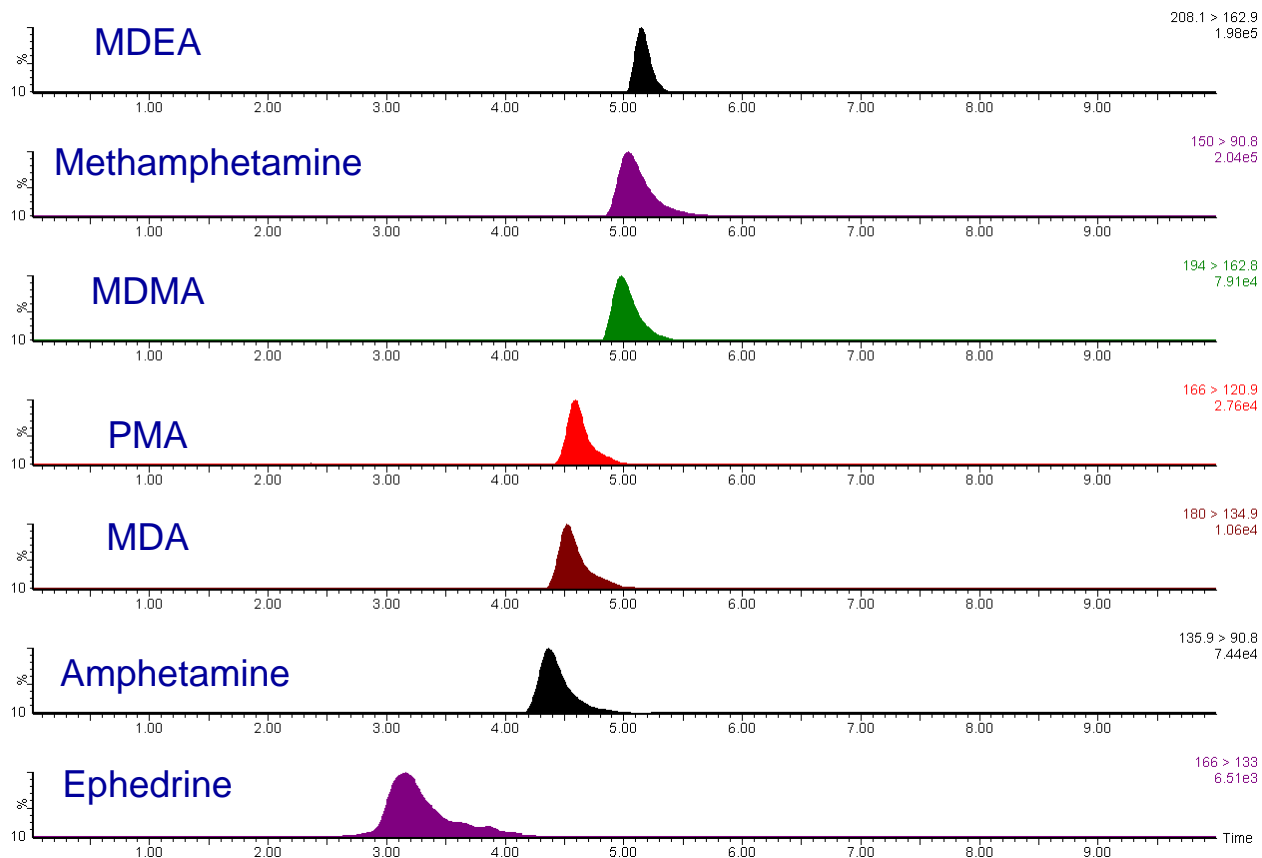 208.1 > 162.9
1.98e5
MDEA
%
10
1.00 2.00 3.00 4.00 5.00 6.00 7.00 8.00 9.00
150 > 90.8
2.04e5
Methamphetamine
%
10
1.00 2.00 3.00 4.00 5.00 6.00 7.00 8.00 9.00
194 > 162.8
7.91e4
MDMA
%
10
1.00 2.00 3.00 4.00 5.00 6.00 7.00 8.00 9.00
166 > 120.9
2.76e4
PMA
%
10
1.00 2.00 3.00 4.00 5.00 6.00 7.00 8.00 9.00
180 > 134.9
1.06e4
MDA
%
10
1.00 2.00 3.00 4.00 5.00 6.00 7.00 8.00 9.00
135.9 > 90.8
7.44e4
Amphetamine
%
10
1.00 2.00 3.00 4.00 5.00 6.00 7.00 8.00 9.00
166 > 133
6.51e3
Ephedrine
%
10
Time
1.00 2.00 3.00 4.00 5.00 6.00 7.00 8.00 9.00